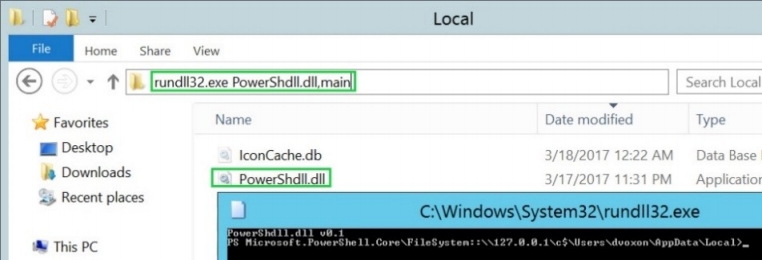 Local
File Home Share View
rundll32.exe PowerShdll.dll,main
Search Local
Favorites
Desktop
Downloads
Recent places
This PC
Name Date modified Type
IconCache.db 3/18/2017 12:22 AM Data Base
PowerShdll.dll 3/17/2017 11:31 PM Application
C:\Windows\System32\rundll32.exe
PowerShdll.dll v0.1
PS Microsoft.PowerShell.Core\FileSystem::\\127.0.0.1\c$\Users\dvoxon\AppData\Local>_